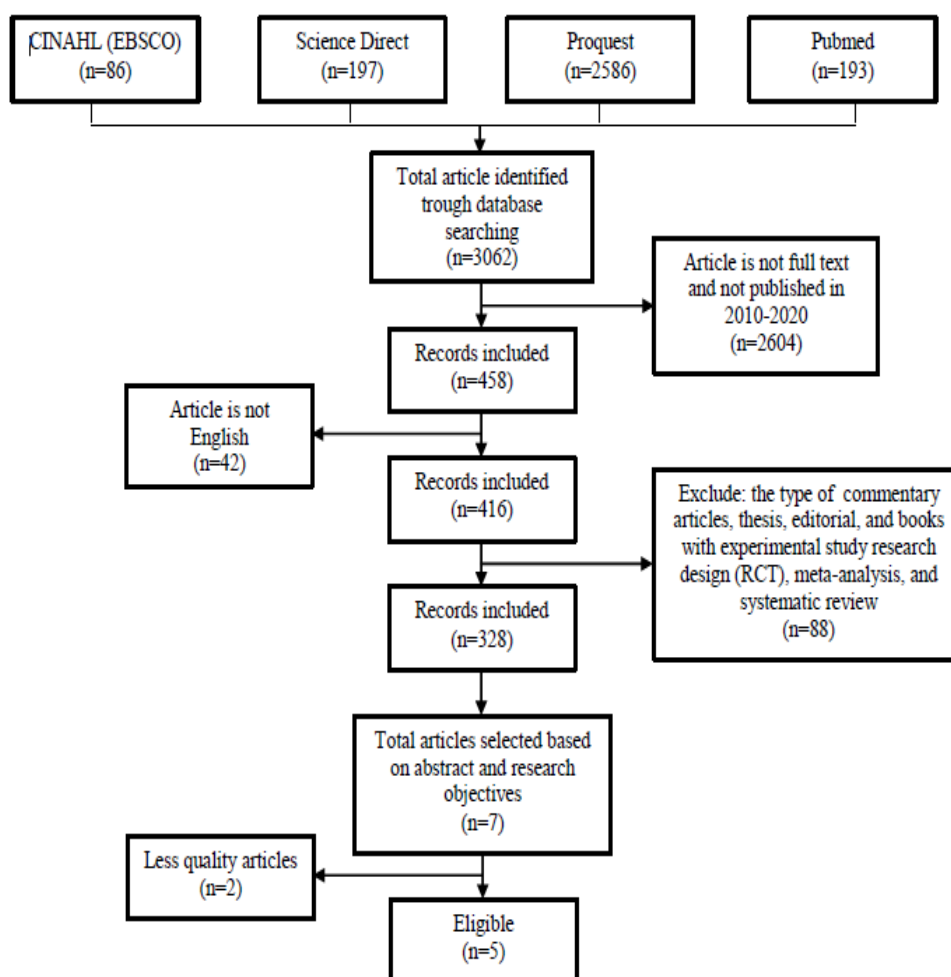 CINAHL (EBSCO)
(n=86)
Science Direct
(n=197)
Proquest
(n=2586)
Pubmed
(n=193)
Total article identified
trough database
searching
(n=3062)
Article is not full text
and not published in
2010-2020
(n=2604)
Records included
(n=458)
Article is not
English
(n=42)
Records included
(n=416)
Exclude: the type of commentary
articles, thesis, editorial, and books
with experimental study research
design (RCT), meta-analysis, and
systematic review
(n=88)
Records included
(n=328)
Total articles selected based
on abstract and research
objectives
(n=7)
Less quality articles
(n=2)
Eligible
(n=5)